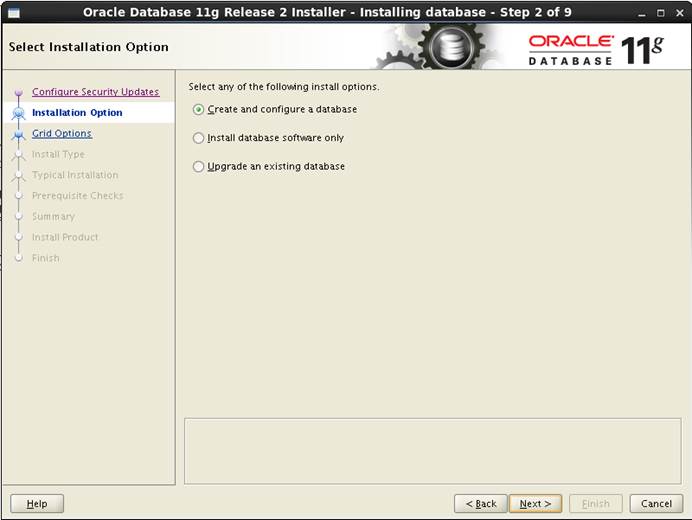 Oracle Database 11g Release 2 Installer - Installing database - Step 2 of 9
Select Installation Option
ORACLE
DATABASE
11g
Configure Security Updates
Installation Option
Grid Options
Install Type
Typical Installation
Prerequisite Checks
Summary
Install Product
Finish
Select any of the following install options.
Create and configure a database
Install database software only
Upgrade an existing database
Help
< Back
Next >
Finish
Cancel